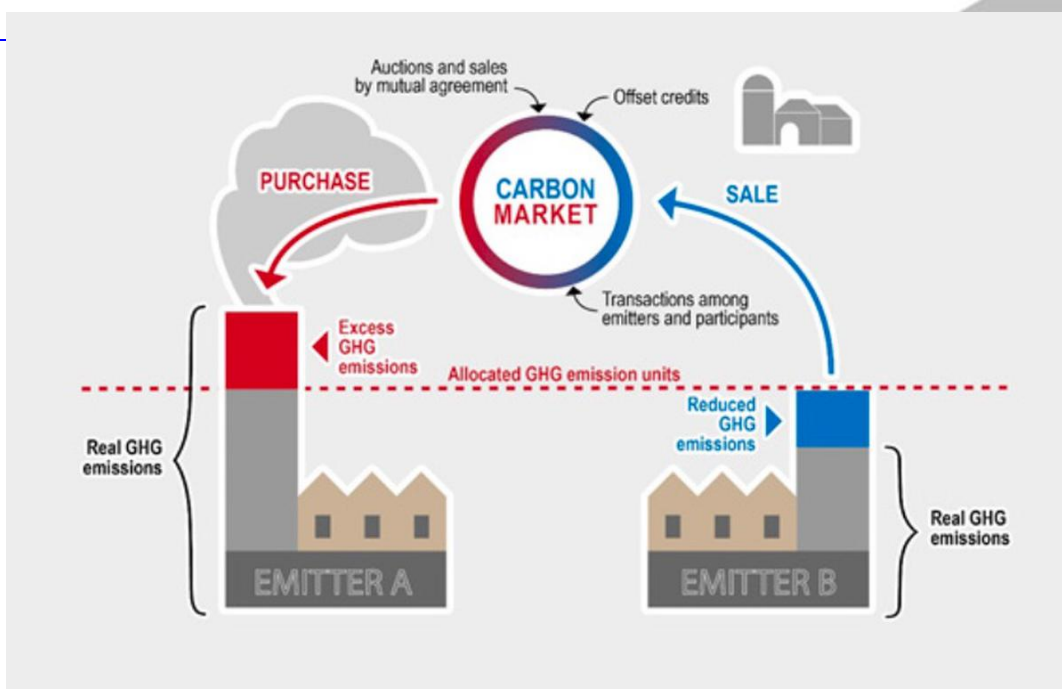 Auctions and sales
by mutual agreement
Offset credits
PURCHASE
CARBON
MARKET
SALE
Transactions among
emitters and participants
Excess
GHG
emissions
Allocated GHG emission units
Reduced
GHG
emissions
Real GHG
emissions
Real GHG
emissions
EMITTER A
EMITTER B